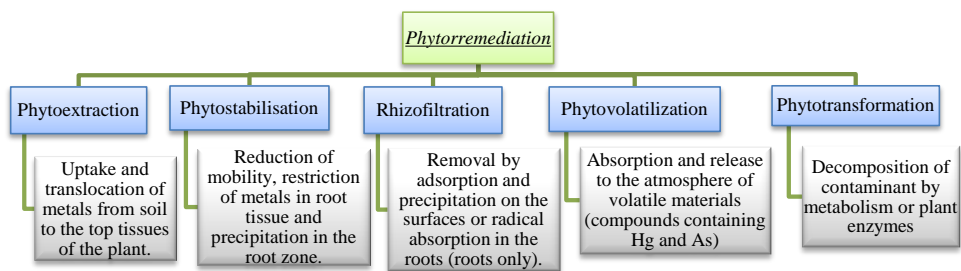 Phytorremediation
Phytoextraction
Uptake and
translocation of
metals from soil
to the top tissues
of the plant.
Phytostabilisation
Reduction of
mobility, restriction
of metals in root
tissue and
precipitation in the
root zone.
Rhizofiltration
Removal by
adsorption and
precipitation on the
surfaces or radical
absorption in the
roots (roots only).
Phytovolatilization
Absorption and release
to the atmosphere of
volatile materials
(compounds containing
Hg and As)
Phytotransformation
Decomposition of
contaminant by
metabolism or plant
enzymes